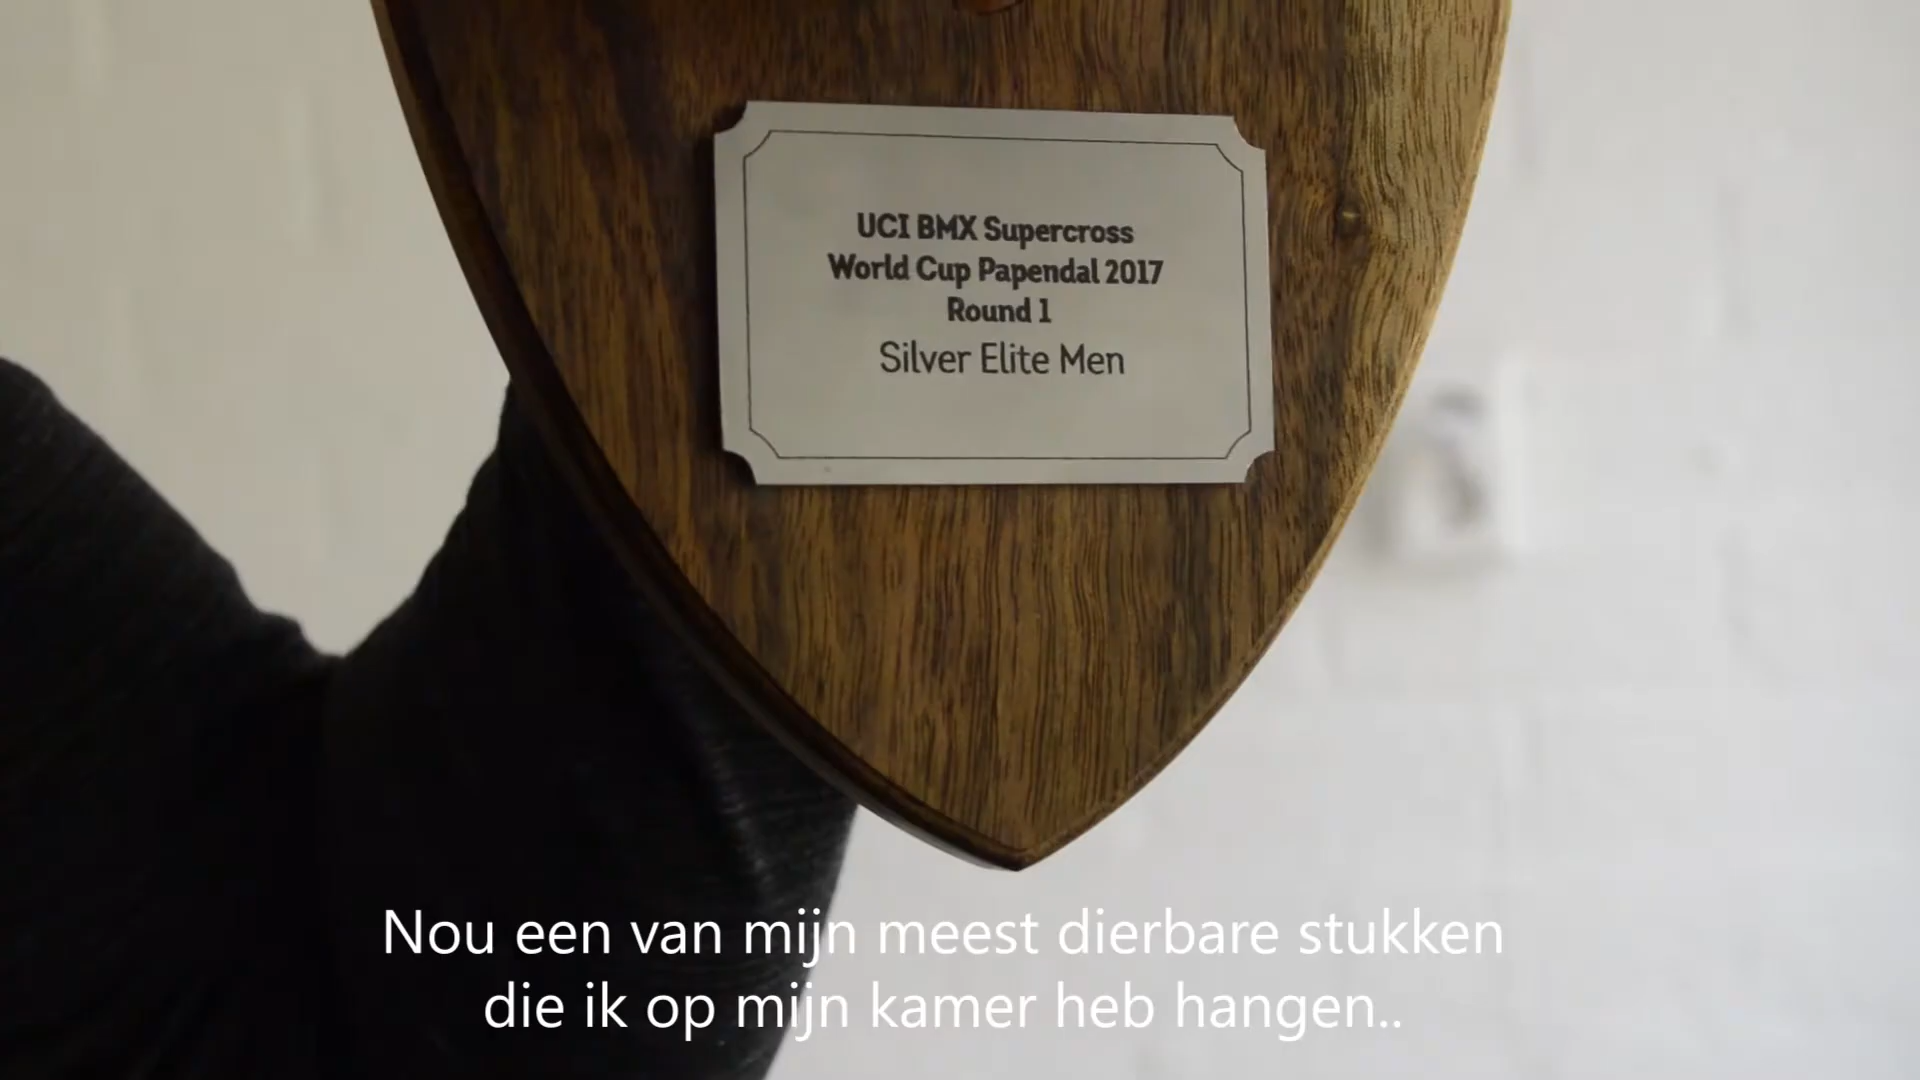 UCI BMX Supercross
World Cup Papendal 2017
Round 1
Silver Elite Men
Nou een van mijn meest dierbare stukken
die ik op mijn kamer heb hangen..